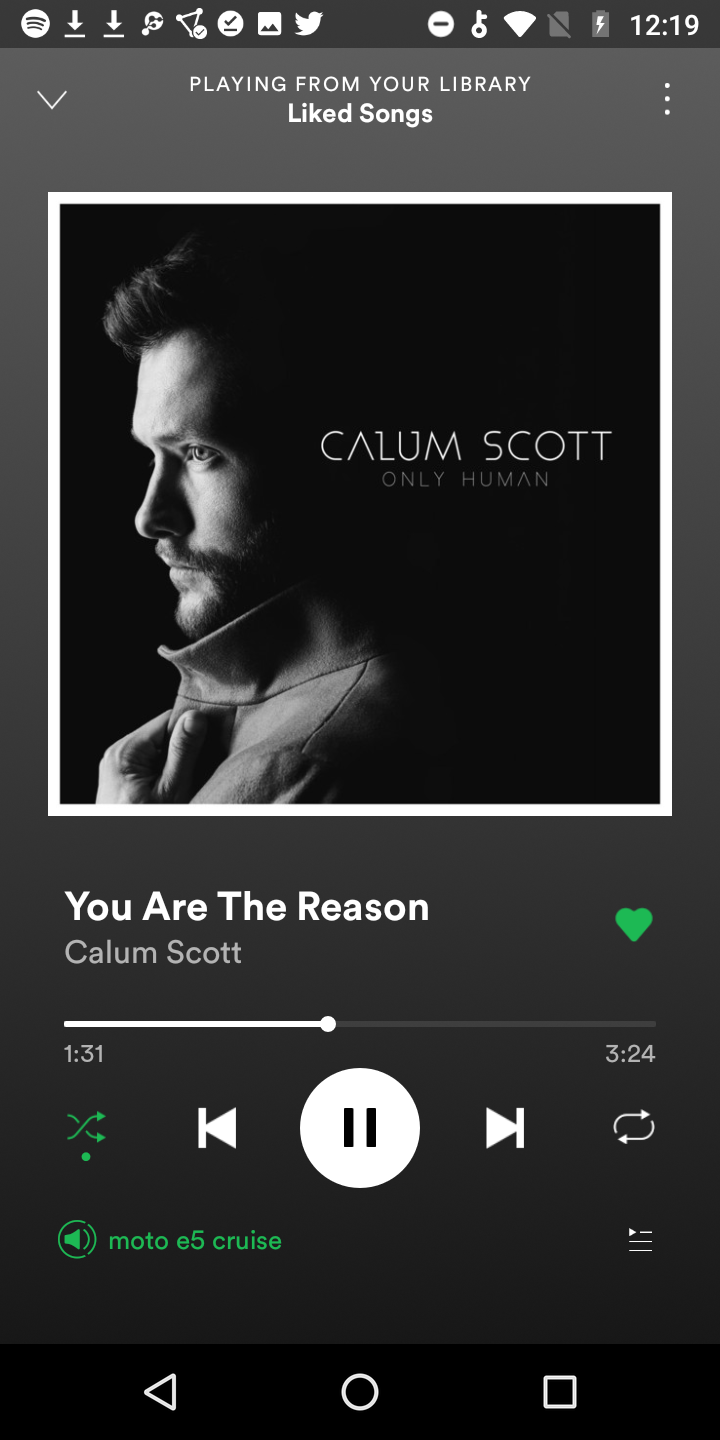 12:19
PLAYING FROM YOUR LIBRARY
Liked Songs
CALUM SCOTT
ONLY HUMAN
You Are The Reason
Calum Scott
1:31
3:24
moto e5 cruise